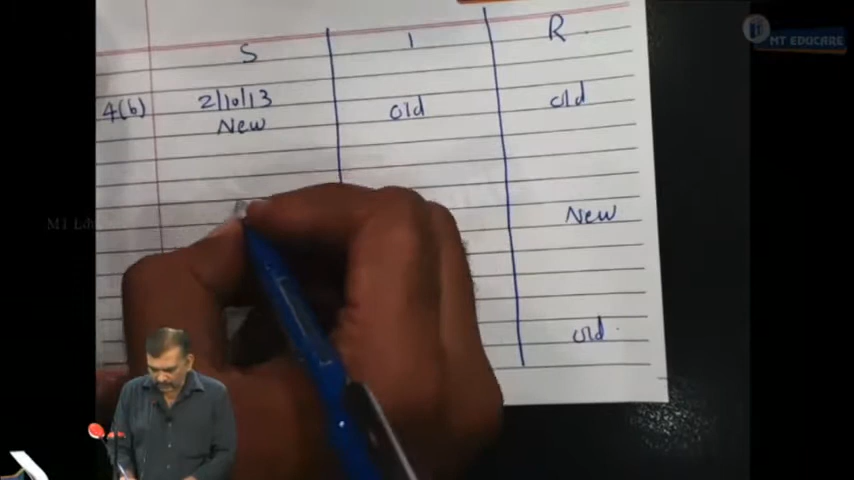 MT EDUCARE
S I R
4(b) 2/10/13 old old
New
New
old